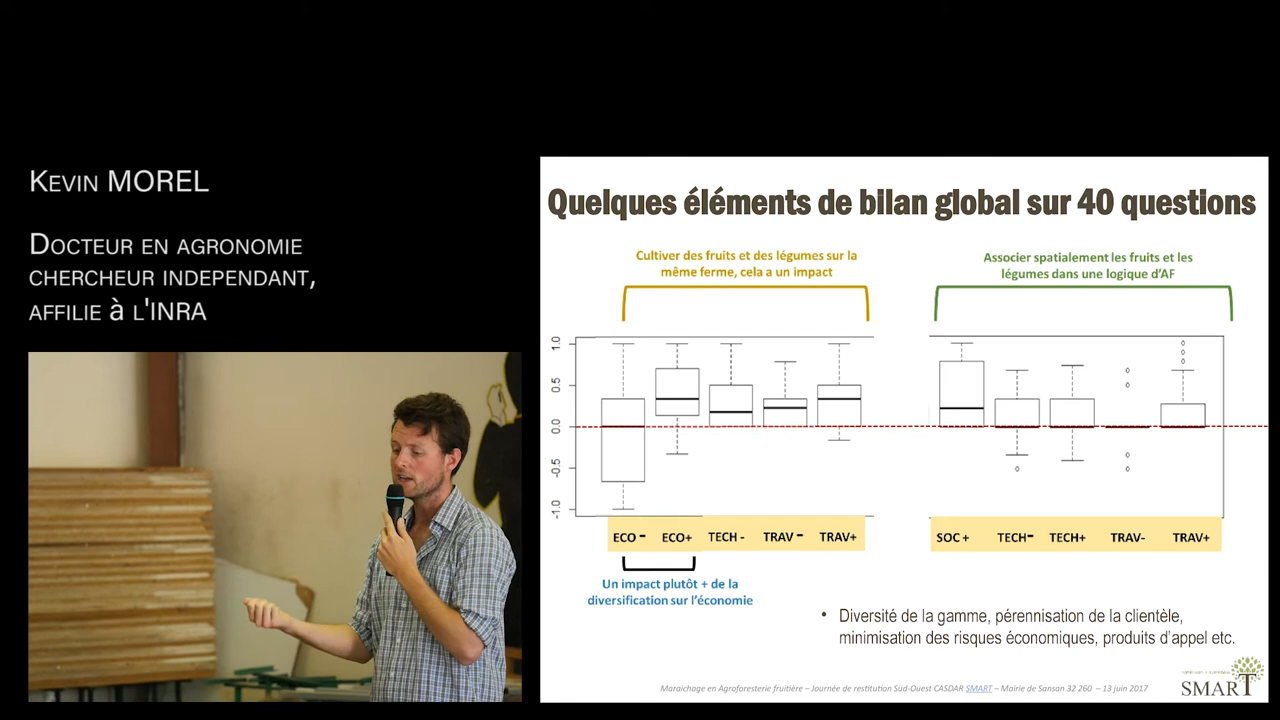 Kevin MOREL
Docteur en agronomie
chercheur independant,
affilie à l'INRA
Quelques éléments de bilan global sur 40 questions
Cultiver des fruits et des légumes sur la
même ferme, cela a un impact
Associer spatialement les fruits et les
légumes dans une logique d'AF
1.0
0.5
0.0
-0.5
-1.0
ECO - ECO+ TECH - TRAV - TRAV+
SOC + TECH- TECH+ TRAV- TRAV+
Un impact plutôt + de la
diversification sur l'économie
• Diversité de la gamme, pérennisation de la clientèle,
minimisation des risques économiques, produits d'appel etc.
Maraichage en Agroforesterie fruitière – Journée de restitution Sud-Ouest CASDAR SMART – Mairie de Sansan 32 260 – 13 juin 2017
SMART